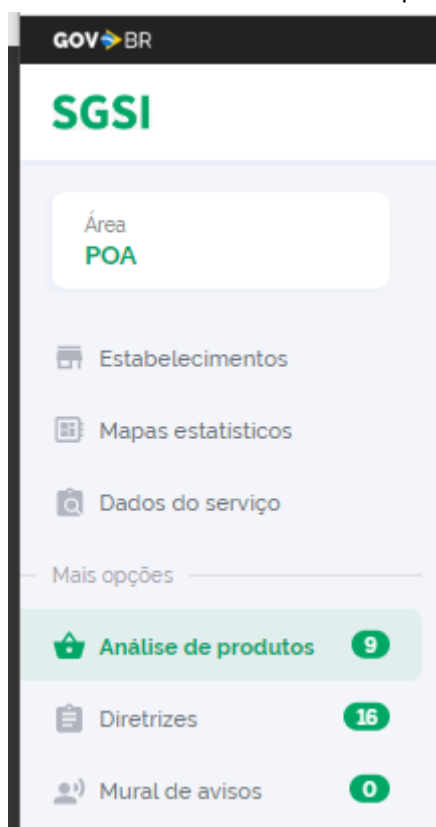 GOV BR
SGSI
Área
POA
Estabelecimentos
Mapas estatísticos
Dados do serviço
Mais opções
Análise de produtos 9
Diretrizes 16
Mural de avisos 0